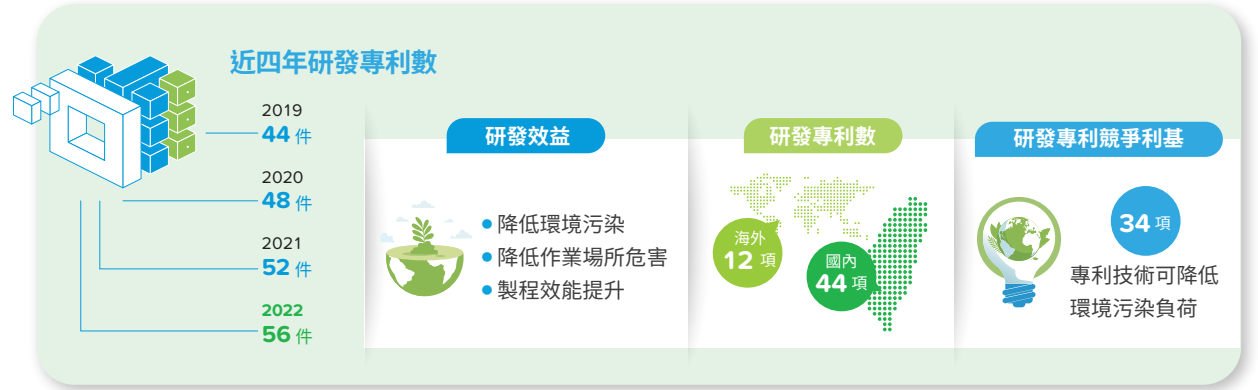 近四年研發專利數
2019
44 件
2020
48 件
2021
52 件
2022
56 件
研發效益
• 降低環境污染
• 降低作業場所危害
• 製程效能提升
研發專利數
海外
12 項
國內
44 項
研發專利競爭利基
34 項
專利技術可降低
環境污染負荷